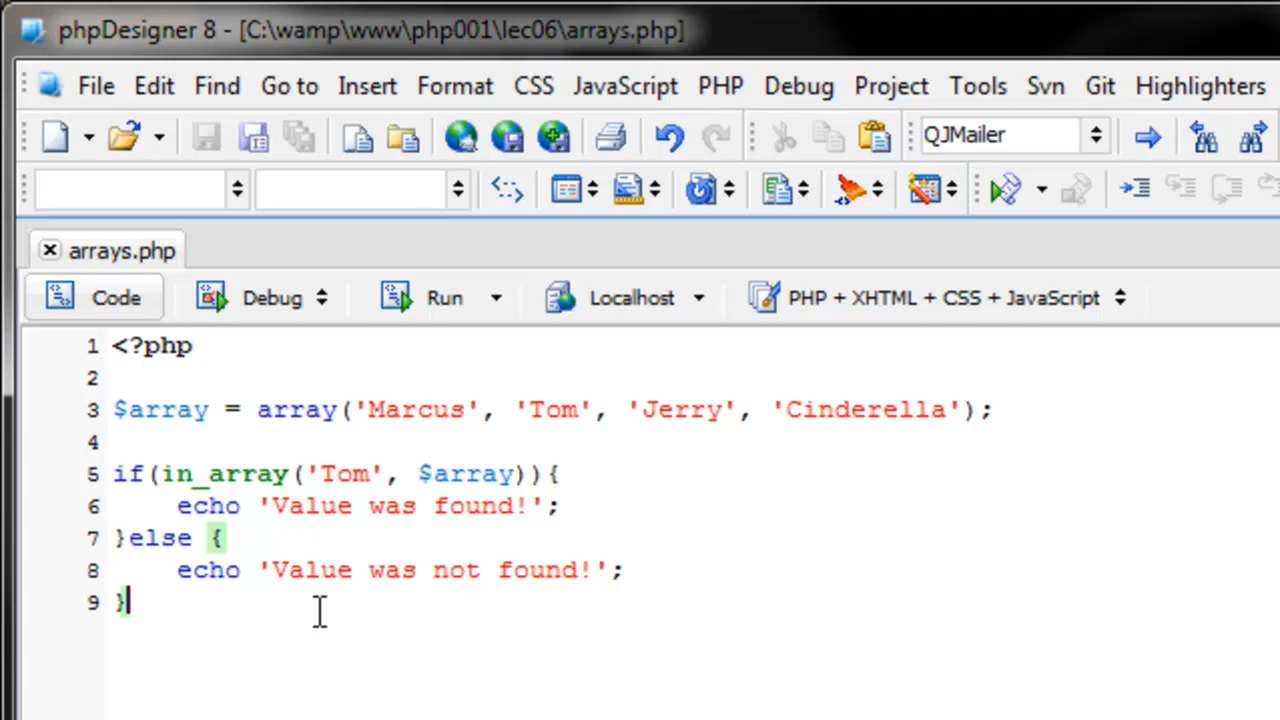 phpDesigner 8 - [C:\wamp\www\php001\lec06\arrays.php]
File Edit Find Go to Insert Format CSS JavaScript PHP Debug Project Tools Svn Git Highlighters
QJMailer
arrays.php
Code Debug Run Localhost PHP + XHTML + CSS + JavaScript
1 <?php
2
3 $array = array('Marcus', 'Tom', 'Jerry', 'Cinderella');
4
5 if(in_array('Tom', $array)){
6     echo 'Value was found!';
7 }else {
8     echo 'Value was not found!';
9 }